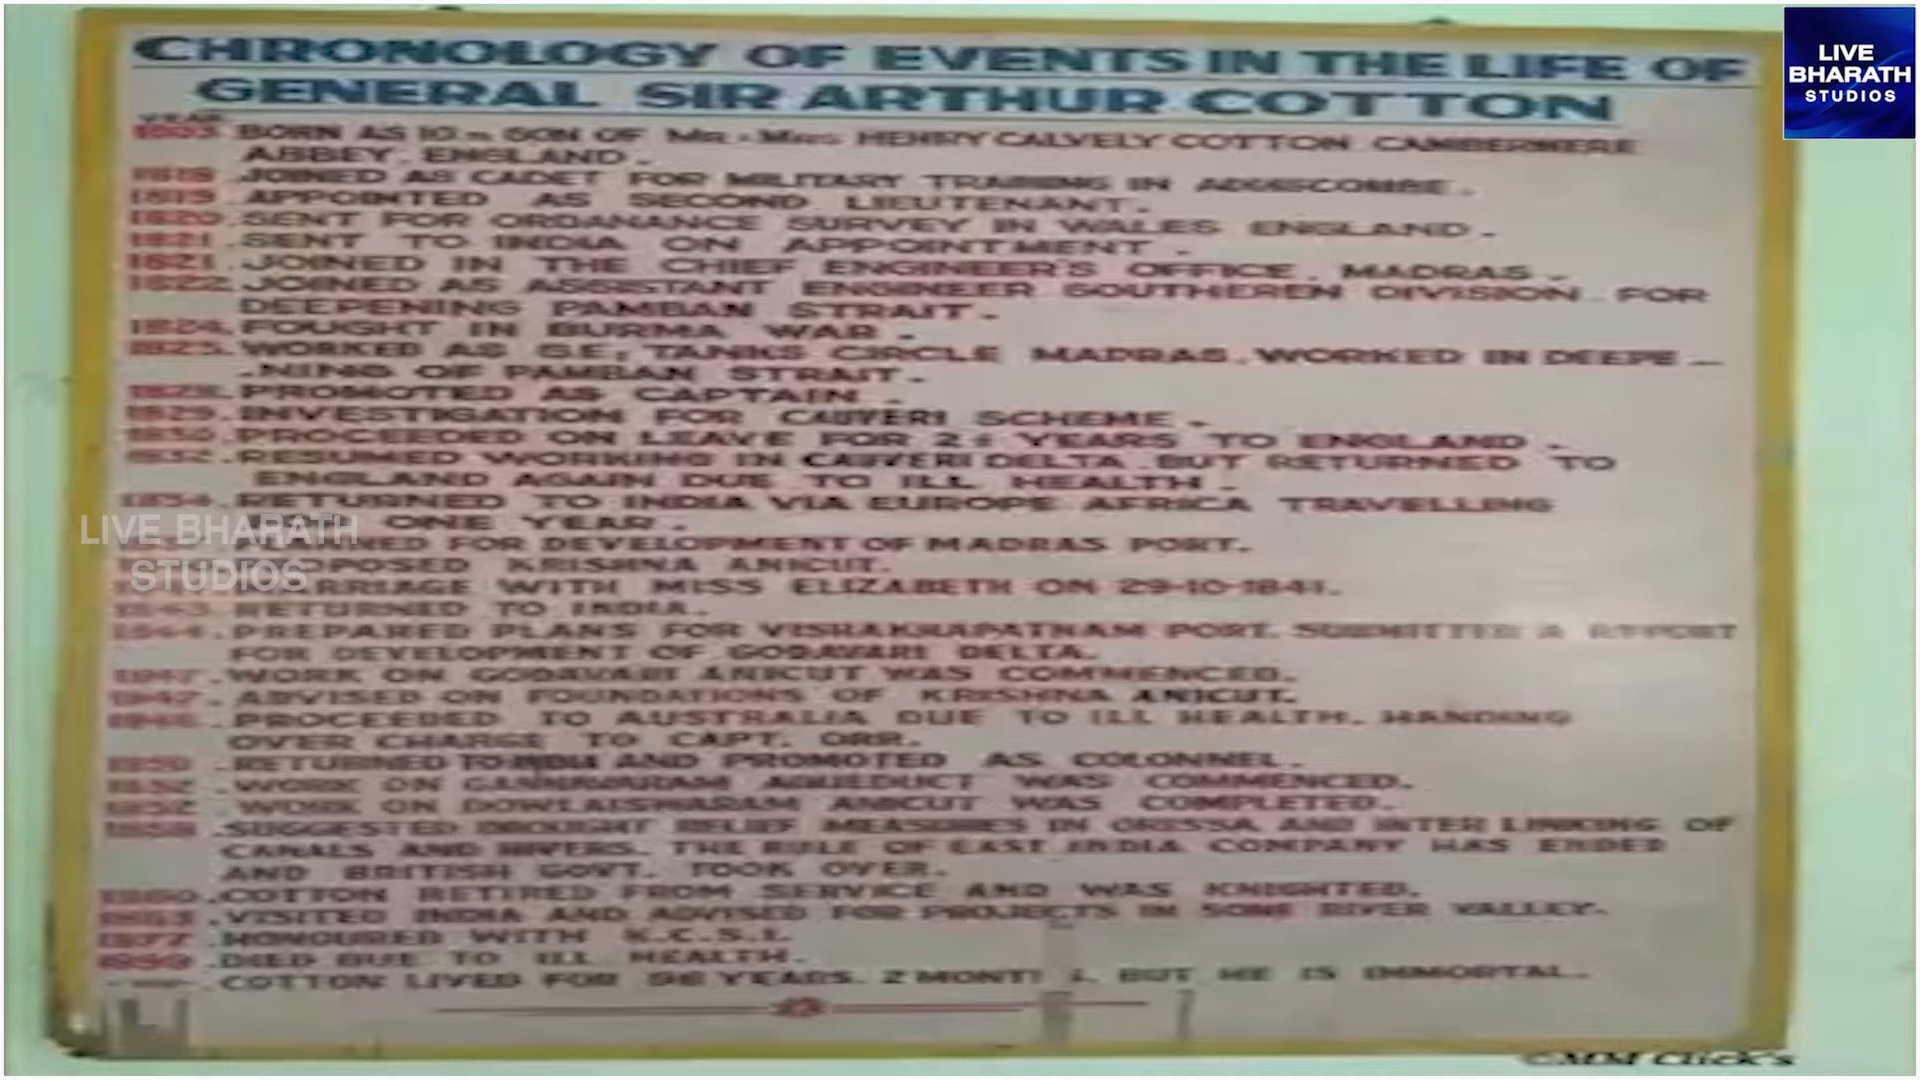 CHRONOLOGY OF EVENTS IN THE LIFE OF
GENERAL SIR ARTHUR COTTON
LIVE
BHARATH
STUDIOS
YEAR
1803 BORN AS 10TH SON OF MR. MRS HENRY CALVELY COTTON CAMBERMERE
ABBEY, ENGLAND.
1818 JOINED AS CADET FOR MILITARY TRAINING IN ADDISCOMBE.
1819 APPOINTED AS SECOND LIEUTENANT.
1820 SENT FOR ORDANANCE SURVEY IN WALES ENGLAND.
1821. SENT TO INDIA ON APPOINTMENT.
1821. JOINED IN THE CHIEF ENGINEER'S OFFICE, MADRAS.
1822. JOINED AS ASSISTANT ENGINEER SOUTHEREN DIVISION FOR
DEEPENING PAMBAN STRAIT.
1824. FOUGHT IN BURMA WAR.
1825. WORKED AS S.E, TANKS CIRCLE MADRAS. WORKED IN DEEPE-
-NING OF PAMBAN STRAIT.
1828. PROMOTED AS CAPTAIN.
1829. INVESTIGATION FOR CAUVERI SCHEME.
1830. PROCEEDED ON LEAVE FOR 2 YEARS TO ENGLAND.
1832. RESUMED WORKING IN CAUVERI DELTA. BUT RETURNED TO
ENGLAND AGAIN DUE TO ILL HEALTH.
RETURNED TO INDIA VIA EUROPE AFRICA TRAVELLING
ONE YEAR.
LIVE BHARATH
STUDIOS
PLANNED FOR DEVELOPMENT OF MADRAS PORT.
PROPOSED KRISHNA ANICUT.
MARRIAGE WITH MISS ELIZABETH ON 29-10-1841.
1843. RETURNED TO INDIA.
1844. PREPARED PLANS FOR VISHAKHAPATNAM PORT. SUBMITTED A REPORT
FOR DEVELOPMENT OF GODAVARI DELTA.
1847. WORK ON GODAVARI ANICUT WAS COMMENCED.
1847. ADVISED ON FOUNDATIONS OF KRISHNA ANICUT.
PROCEEDED TO AUSTRALIA DUE TO ILL HEALTH. HANDING
OVER CHARGE TO CAPT. ORR.
1850. RETURNED TO INDIA AND PROMOTED AS COLONNEL.
1852. WORK ON GANNAVARAM AQUEDUCT WAS COMMENCED.
1852. WORK ON DOWLAISWARAM ANICUT WAS COMPLETED.
1858. SUGGESTED DROUGHT RELIEF MEASURES IN ORISSA AND INTER LINKING OF
CANALS AND RIVERS. THE RULE OF EAST INDIA COMPANY HAS ENDED
AND BRITISH GOVT. TOOK OVER.
1860. COTTON RETIRED FROM SERVICE AND WAS KNIGHTED.
1863. VISITED INDIA AND ADVISED FOR PROJECTS IN SONE RIVER VALLEY.
1877. HONOURED WITH K.C.S.I.
1899. DIED DUE TO ILL HEALTH.
COTTON LIVED FOR 96 YEARS. 2 MONTHS, BUT HE IS IMMORTAL.
©MM Click's